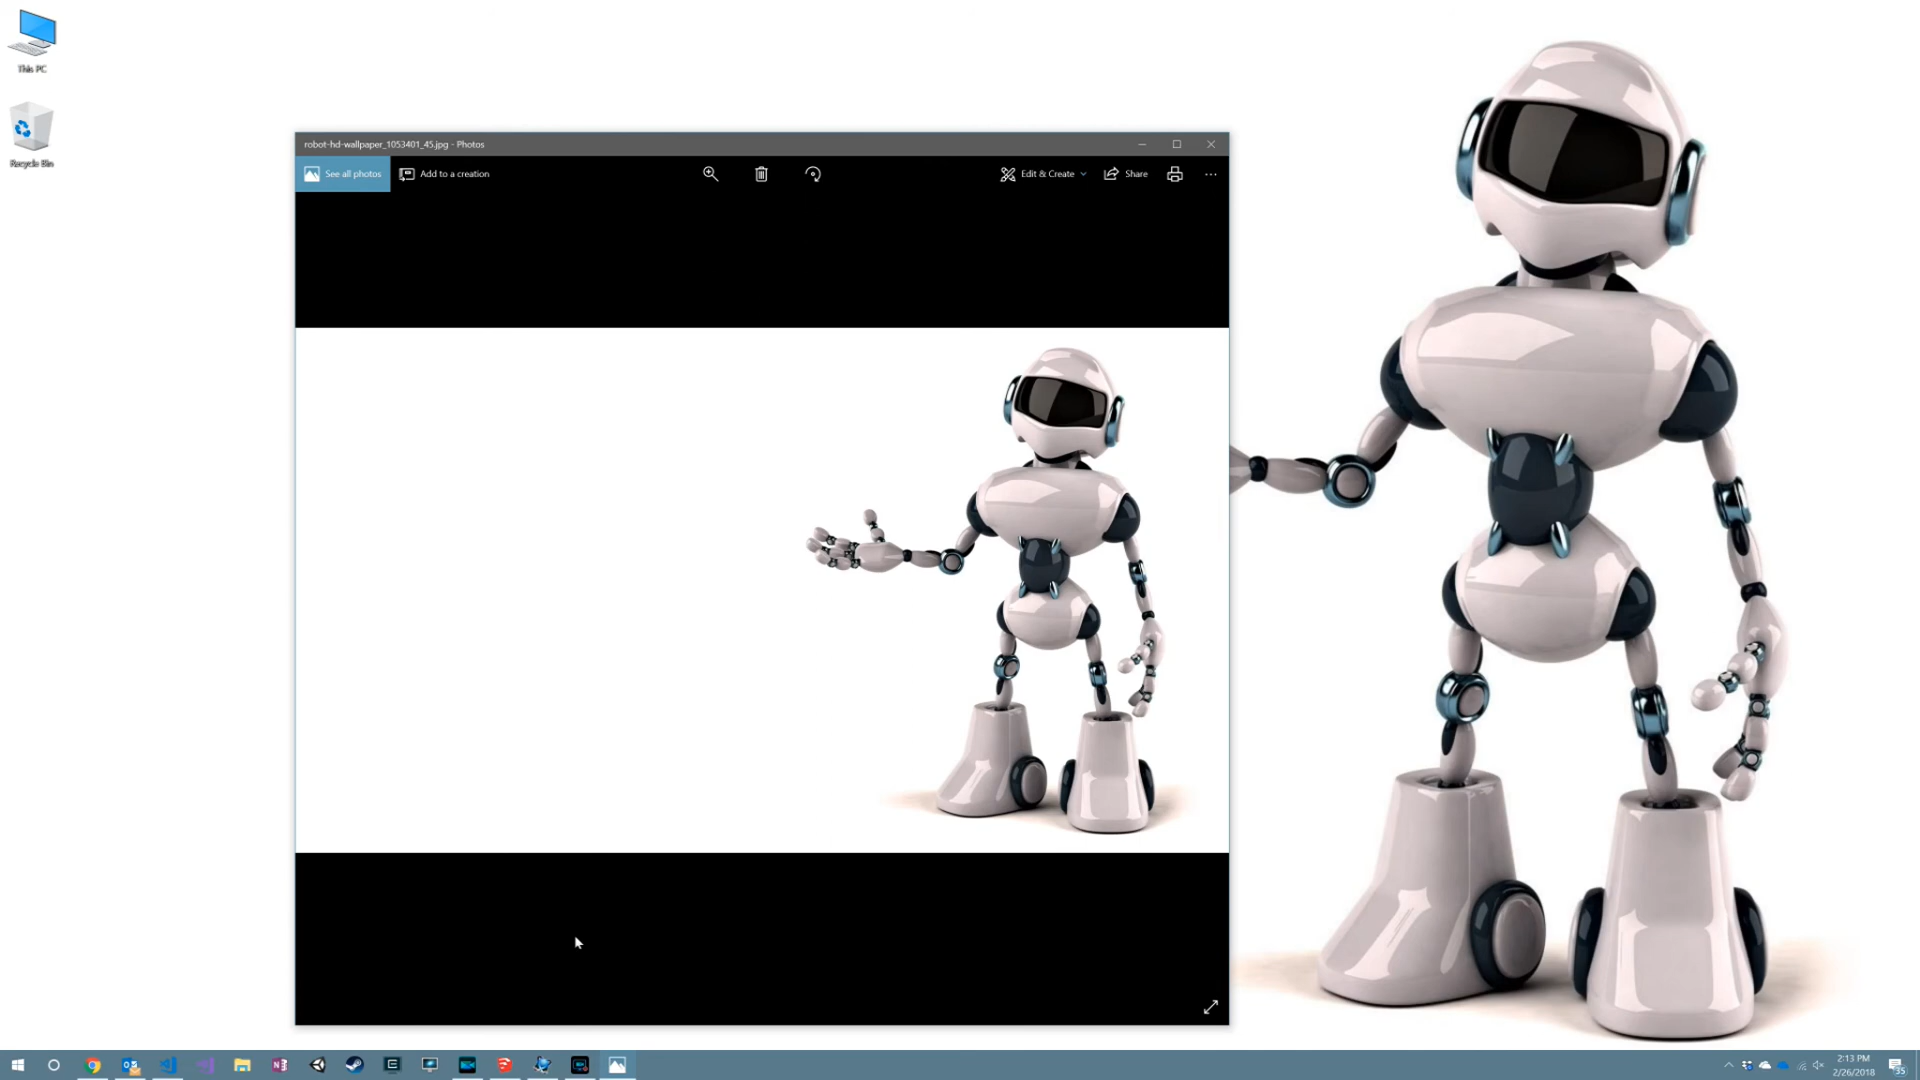 This PC
Recycle Bin
robot-hd-wallpaper_1053401_45.jpg - Photos
See all photos
Add to a creation
Edit & Create
Share
2:13 PM
2/26/2018
35